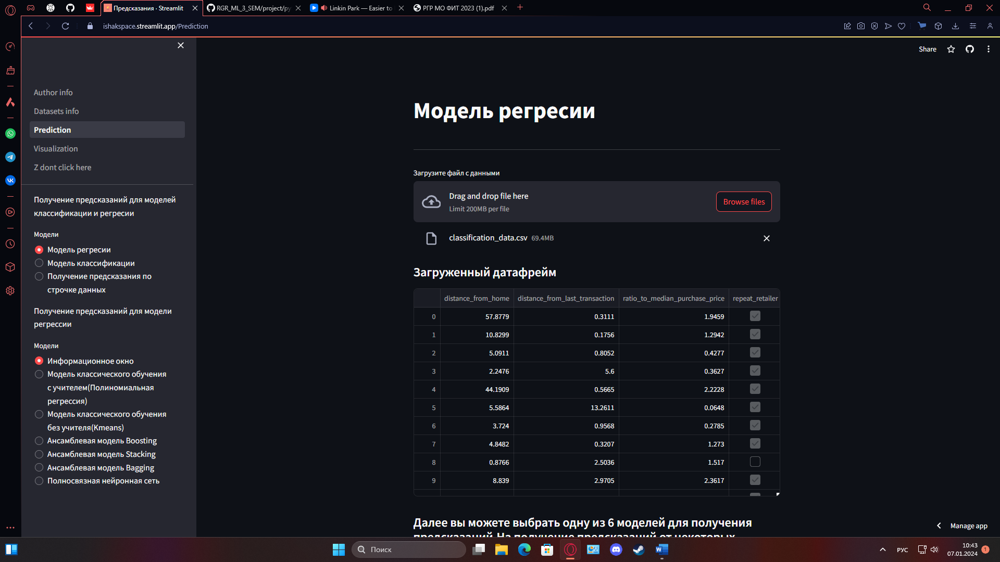 Предсказания · Streamlit
RGR_ML_3_SEM/project/py
Linkin Park — Easier to
РГР МО ФИТ 2023 (1).pdf
ishakspace.streamlit.app/Prediction
Share
Author info
Datasets info
Prediction
Visualization
Z dont click here
Получение предсказаний для моделей
классификации и регресии
Модели
Модель регресии
Модель классификации
Получение предсказания по
строчке данных
Получение предсказаний для модели
регрессии
Модели
Информационное окно
Модель классического обучения
с учителем(Полиномиальная
регрессия)
Модель классического обучения
без учителя(Kmeans)
Ансамблевая модель Boosting
Ансамблевая модель Stacking
Ансамблевая модель Bagging
Полносвязная нейронная сеть
Модель регресии
Загрузите файл с данными
Drag and drop file here
Limit 200MB per file
Browse files
classification_data.csv 69.4MB
Загруженный датафрейм
distance_from_home distance_from_last_transaction ratio_to_median_purchase_price repeat_retailer
0 57.8779 0.3111 1.9459
1 10.8299 0.1756 1.2942
2 5.0911 0.8052 0.4277
3 2.2476 5.6 0.3627
4 44.1909 0.5665 2.2228
5 5.5864 13.2611 0.0648
6 3.724 0.9568 0.2785
7 4.8482 0.3207 1.273
8 0.8766 2.5036 1.517
9 8.839 2.9705 2.3617
Далее вы можете выбрать одну из 6 моделей для получения
предсказаний.На получение предсказаний от некоторых
Manage app
Поиск
РУС
10:43
07.01.2024
1